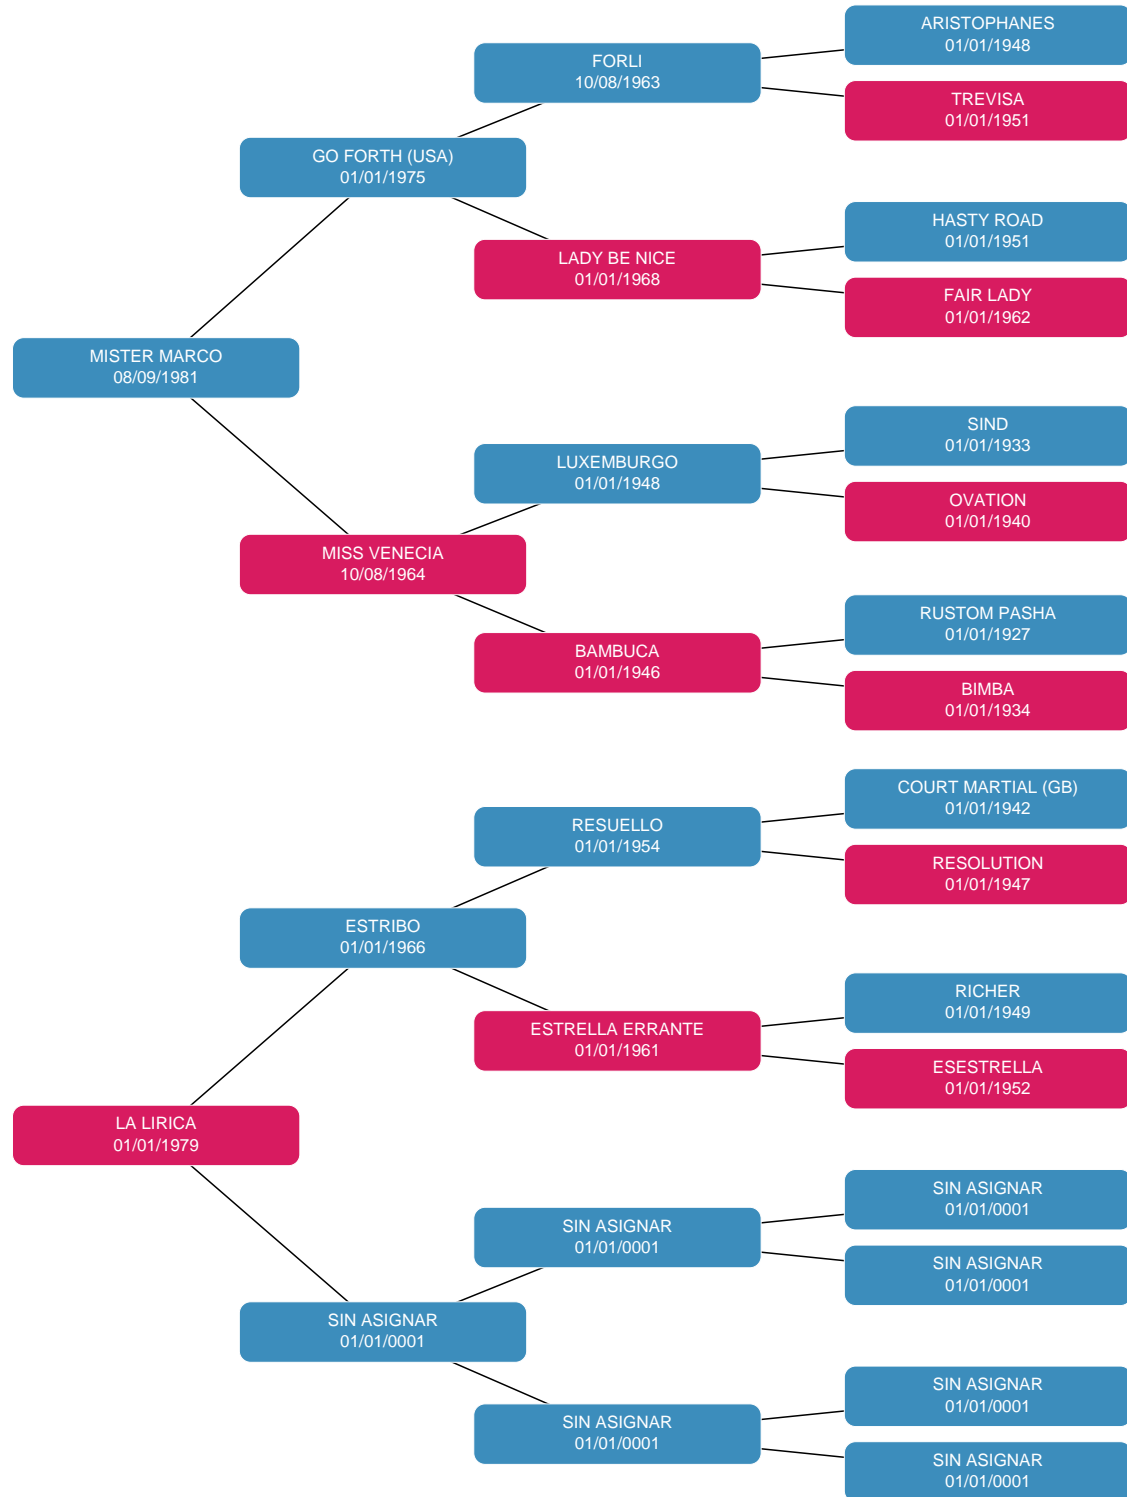 ARISTOPHANES
01/01/1948
FORLI
10/08/1963
TREVISA
01/01/1951
GO FORTH (USA)
01/01/1975
HASTY ROAD
01/01/1951
LADY BE NICE
01/01/1968
FAIR LADY
01/01/1962
MISTER MARCO
08/09/1981
SIND
01/01/1933
LUXEMBURGO
01/01/1948
OVATION
01/01/1940
MISS VENECIA
10/08/1964
RUSTOM PASHA
01/01/1927
BAMBUCA
01/01/1946
BIMBA
01/01/1934
COURT MARTIAL (GB)
01/01/1942
RESUELLO
01/01/1954
RESOLUTION
01/01/1947
ESTRIBO
01/01/1966
RICHER
01/01/1949
ESTRELLA ERRANTE
01/01/1961
ESESTRELLA
01/01/1952
LA LIRICA
01/01/1979
SIN ASIGNAR
01/01/0001
SIN ASIGNAR
01/01/0001
SIN ASIGNAR
01/01/0001
SIN ASIGNAR
01/01/0001
SIN ASIGNAR
01/01/0001
SIN ASIGNAR
01/01/0001
SIN ASIGNAR
01/01/0001